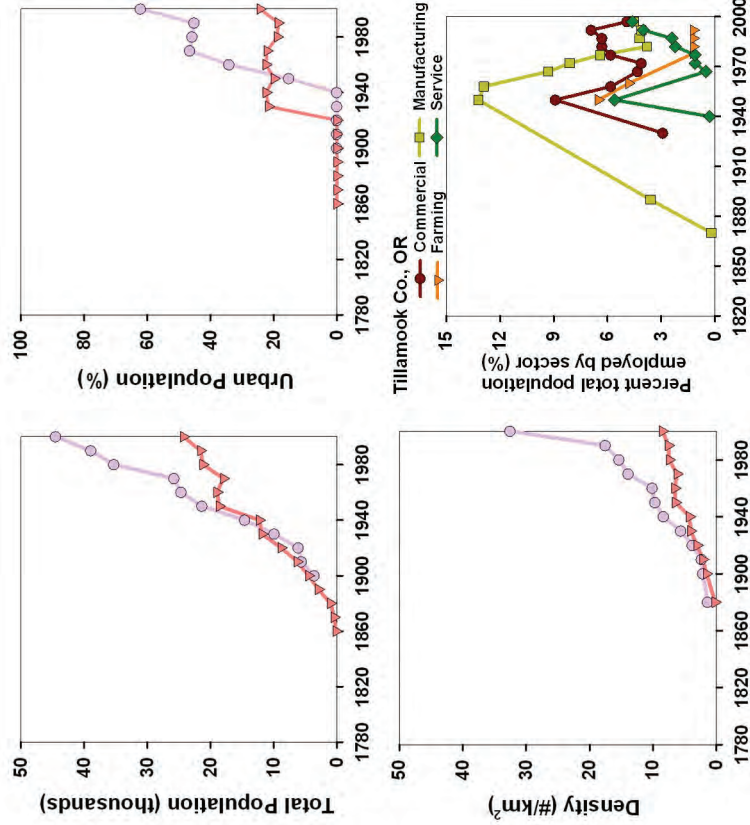 Total Population (thousands)
50
40
30
20
10
0
1780 1820 1860 1900 1940 1980
Urban Population (%)
100
80
60
40
20
0
1780 1820 1860 1900 1940 1980
Density (#/km²)
50
40
30
20
10
0
1780 1820 1860 1900 1940 1980
Tillamook Co., OR
Commercial Manufacturing
Farming Service
Percent total population
employed by sector (%)
15
12
9
6
3
0
1820 1850 1880 1910 1940 1970 2000